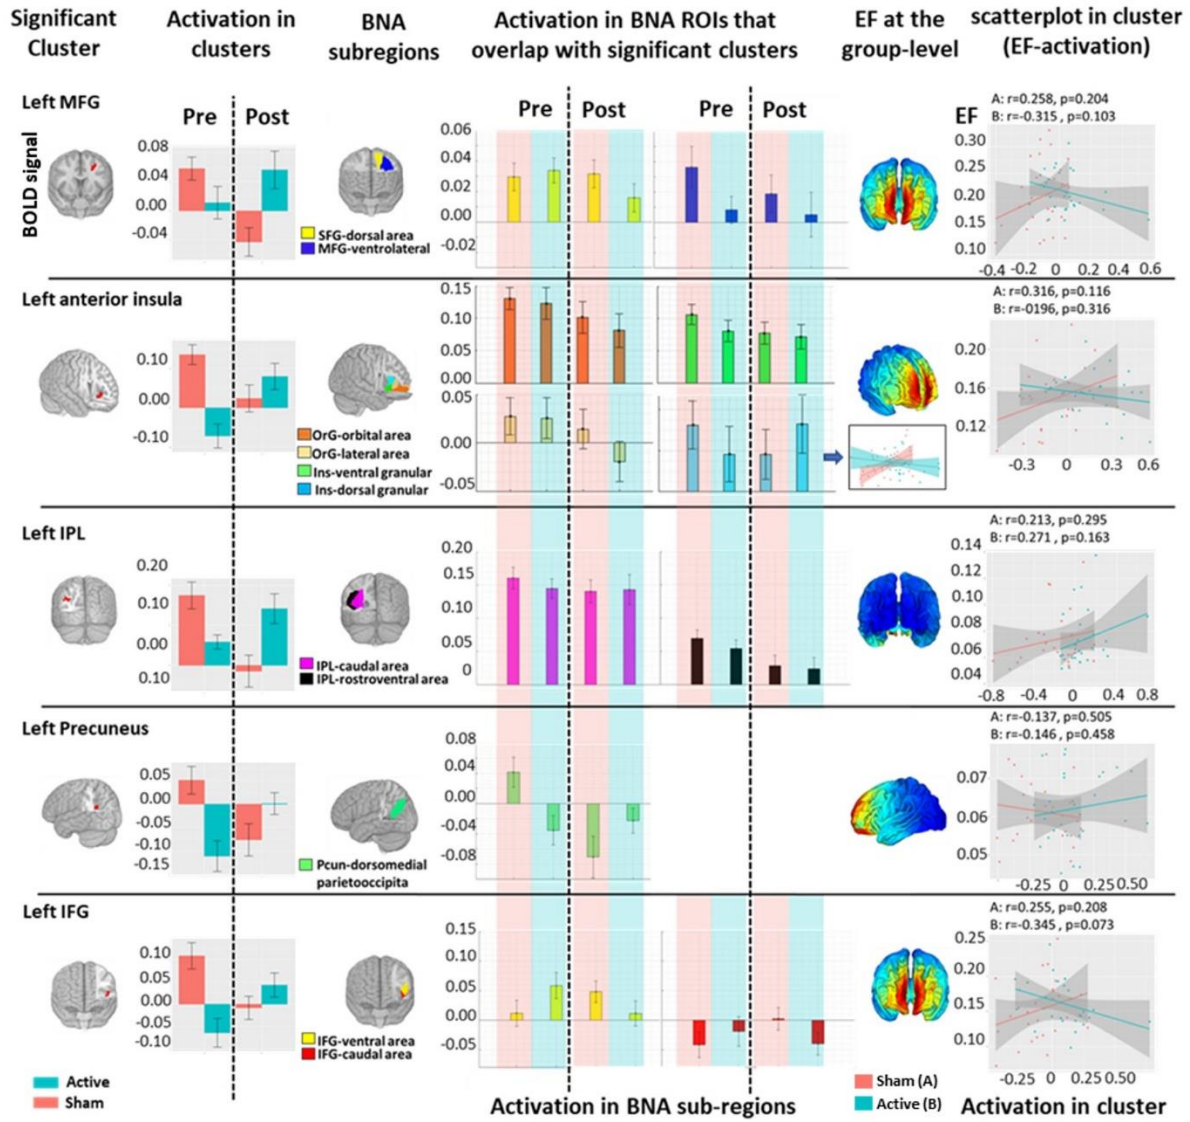 Significant Cluster
Activation in clusters
BNA subregions
Activation in BNA ROIs that overlap with significant clusters
EF at the group-level
scatterplot in cluster (EF-activation)
Left MFG
Pre
Post
Pre
Post
Pre
Post
BOLD signal
0.08
0.04
0.00
-0.04
SFG-dorsal area
MFG-ventrolateral
0.06
0.04
0.02
0.00
-0.02
EF
A: r=0.258, p=0.204
B: r=-0.315 , p=0.103
0.30
0.25
0.20
0.15
0.10
-0.4 -0.2 0 0.2 0.4 0.6
Left anterior insula
0.10
0.00
-0.10
OrG-orbital area
OrG-lateral area
Ins-ventral granular
Ins-dorsal granular
0.15
0.10
0.05
0.00
0.05
0.00
-0.05
A: r=0.316, p=0.116
B: r=-0196, p=0.316
0.20
0.16
0.12
-0.3 0 0.3 0.6
Left IPL
0.20
0.10
0.00
0.10
IPL-caudal area
IPL-rostroventral area
0.20
0.15
0.10
0.05
0
A: r=0.213, p=0.295
B: r=0.271 , p=0.163
0.14
0.12
0.10
0.08
0.06
0.04
-0.8 -0.4 0 0.4 0.8
Left Precuneus
0.05
0.00
-0.05
-0.10
-0.15
Pcun-dorsomedial
parietooccipita
0.08
0.04
0.00
-0.04
-0.08
A: r=-0.137, p=0.505
B: r=-0.146 , p=0.458
0.07
0.06
0.05
-0.25 0 0.25 0.50
Left IFG
0.10
0.05
0.00
-0.05
-0.10
IFG-ventral area
IFG-caudal area
0.15
0.10
0.05
0.00
-0.05
A: r=0.255, p=0.208
B: r=-0.345, p=0.073
0.25
0.20
0.15
0.10
-0.25 0 0.25 0.50
Active
Sham
Activation in BNA sub-regions
Sham (A)
Active (B)
Activation in cluster